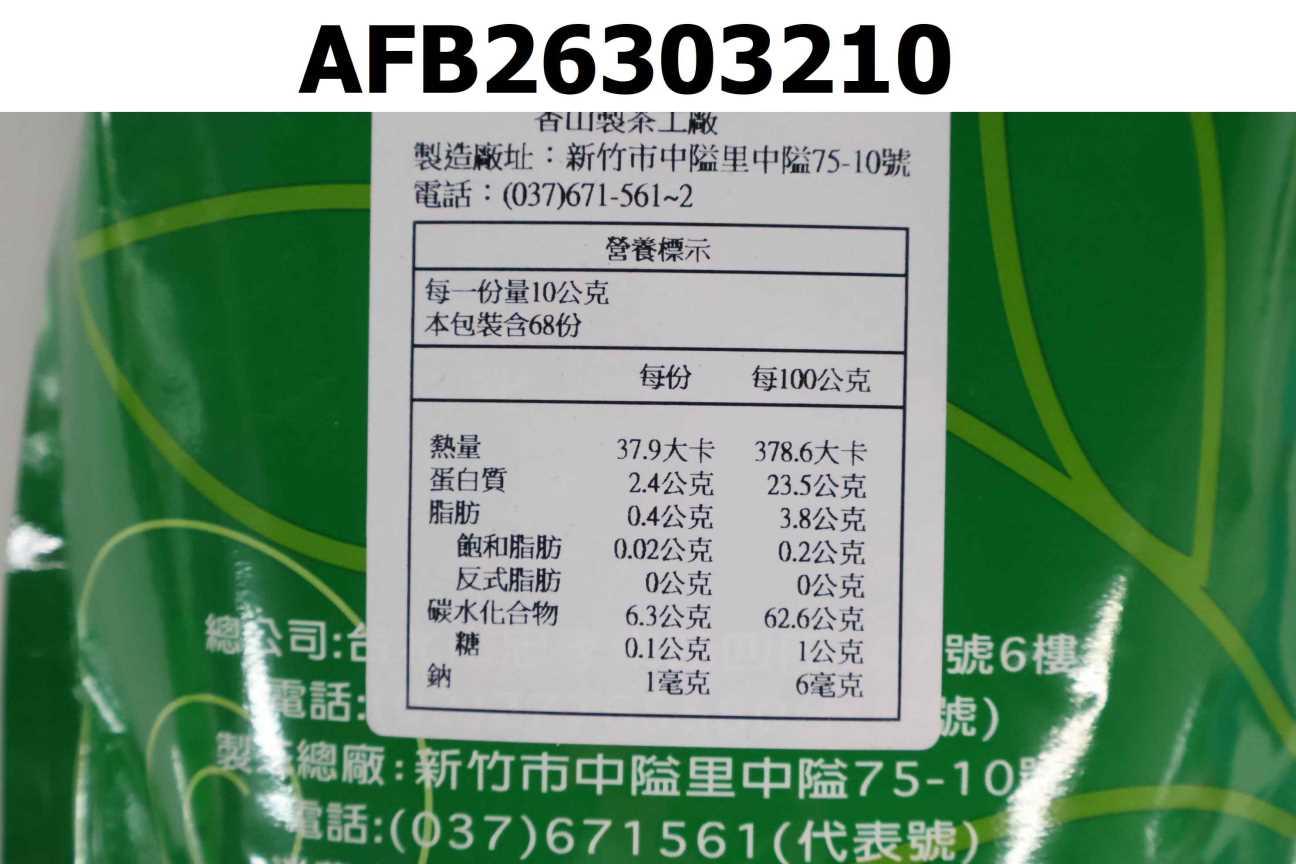 AFB26303210
香山製茶工廠
製造廠址：新竹市中隘里中隘75-10號
電話：(037)671-561~2
營養標示
每一份量10公克
本包裝含68份
每份 每100公克
熱量 37.9大卡 378.6大卡
蛋白質 2.4公克 23.5公克
脂肪 0.4公克 3.8公克
飽和脂肪 0.02公克 0.2公克
反式脂肪 0公克 0公克
碳水化合物 6.3公克 62.6公克
糖 0.1公克 1公克
鈉 1毫克 6毫克
總公司:台 號6樓
電話: 號)
製 總廠:新竹市中隘里中隘75-10號
電話:(037)671561(代表號)